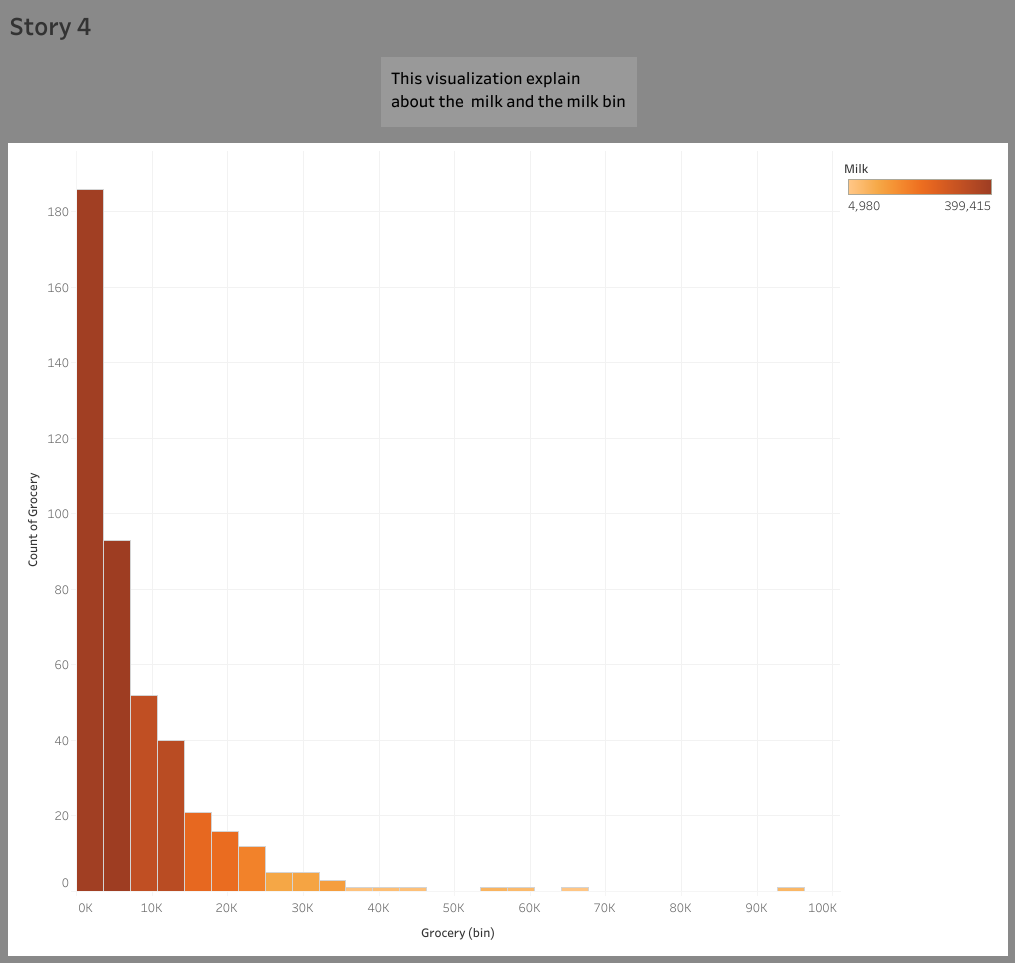 Story 4
This visualization explain
about the  milk and the milk bin
Milk
4,980 399,415
180
160
140
120
100
80
60
40
20
0
Count of Grocery
0K 10K 20K 30K 40K 50K 60K 70K 80K 90K 100K
Grocery (bin)